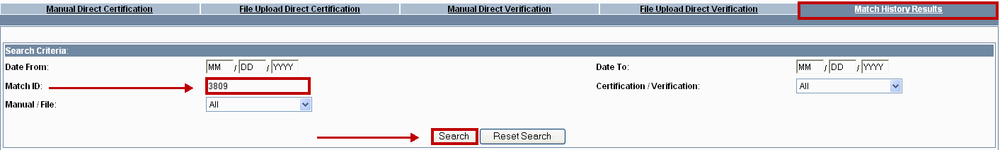 Manual Direct Certification File Upload Direct Certification Manual Direct Verification File Upload Direct Verification Match History Results
Search Criteria:
Date From: MM / DD / YYYY Date To: MM / DD / YYYY
Match ID: 3809 Certification / Verification: All
Manual / File: All
Search Reset Search